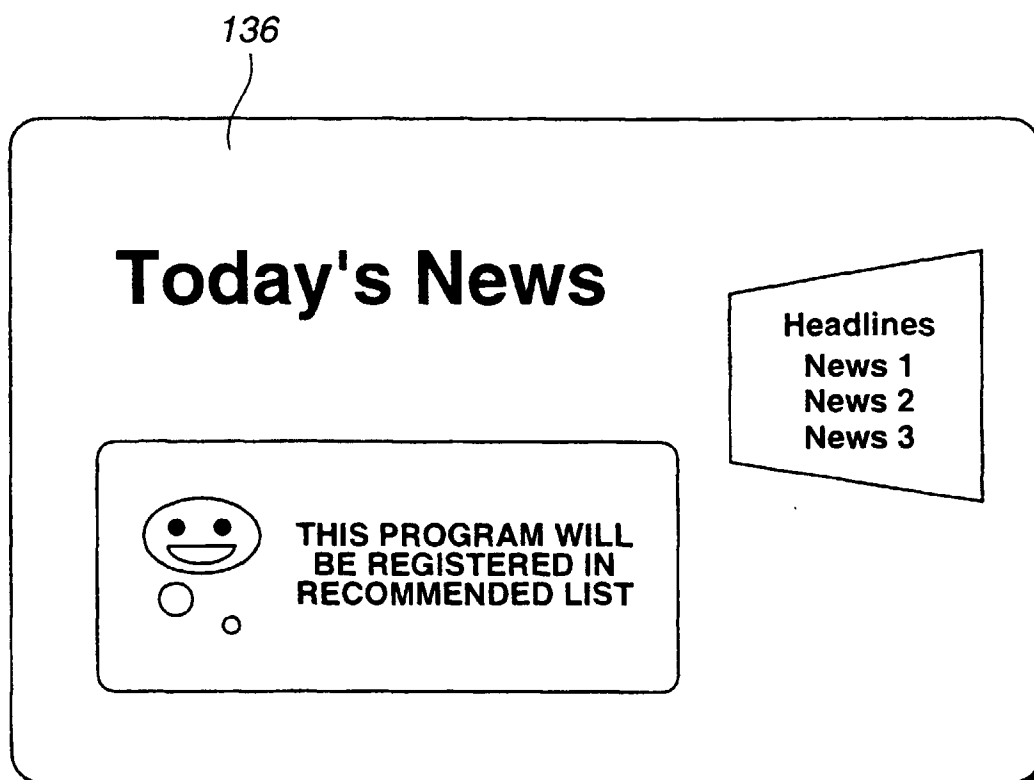 136
Today's News
Headlines
News 1
News 2
News 3
THIS PROGRAM WILL
BE REGISTERED IN
RECOMMENDED LIST